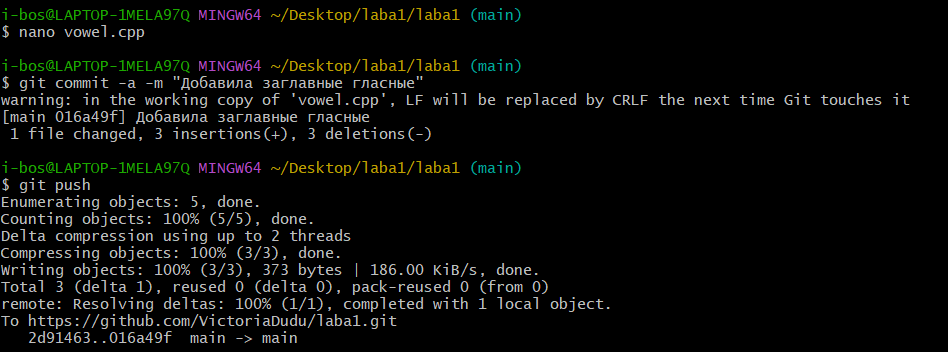 i-bos@LAPTOP-1MELA97Q MINGW64 ~/Desktop/laba1/laba1 (main)
$ nano vowel.cpp
i-bos@LAPTOP-1MELA97Q MINGW64 ~/Desktop/laba1/laba1 (main)
$ git commit -a -m "Добавила заглавные гласные"
warning: in the working copy of 'vowel.cpp', LF will be replaced by CRLF the next time Git touches it
[main 016a49f] Добавила заглавные гласные
1 file changed, 3 insertions(+), 3 deletions(-)
i-bos@LAPTOP-1MELA97Q MINGW64 ~/Desktop/laba1/laba1 (main)
$ git push
Enumerating objects: 5, done.
Counting objects: 100% (5/5), done.
Delta compression using up to 2 threads
Compressing objects: 100% (3/3), done.
Writing objects: 100% (3/3), 373 bytes | 186.00 KiB/s, done.
Total 3 (delta 1), reused 0 (delta 0), pack-reused 0 (from 0)
remote: Resolving deltas: 100% (1/1), completed with 1 local object.
To https://github.com/VictoriaDudu/laba1.git
2d91463..016a49f  main -> main